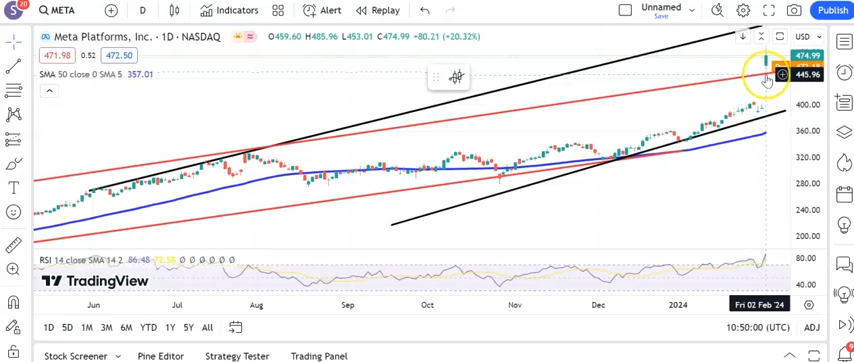 S 20 META D Indicators Alert Replay Unnamed Save Publish
Meta Platforms, Inc. · 1D · NASDAQ O459.60 H485.96 L453.01 C474.99 +80.21 (+20.32%) USD
471.98 0.52 472.50
474.99
SMA 50 close 0 SMA 5 357.01
445.96
400.00
360.00
320.00
280.00
240.00
200.00
RSI 14 close SMA 14 2 86.48 72.58 ∅ ∅ ∅ ∅ ∅ ∅
80.00
TradingView
40.00
Jun Jul Aug Sep Oct Nov Dec 2024 Fri 02 Feb '24
1D 5D 1M 3M 6M YTD 1Y 5Y All 10:50:00 (UTC) ADJ
Stock Screener Pine Editor Strategy Tester Trading Panel
9